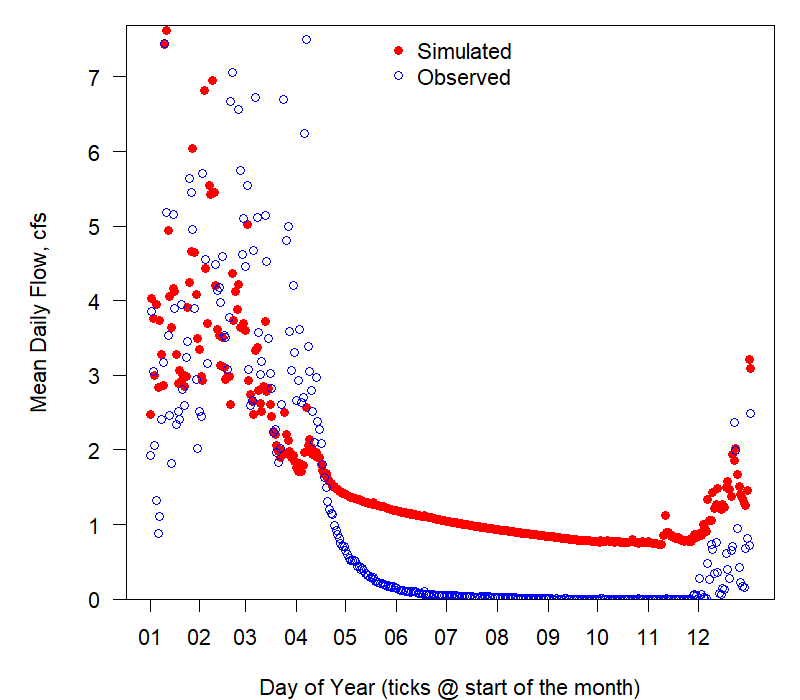 Simulated
Observed
7
6
5
4
3
2
1
0
Mean Daily Flow, cfs
01 02 03 04 05 06 07 08 09 10 11 12
Day of Year (ticks @ start of the month)